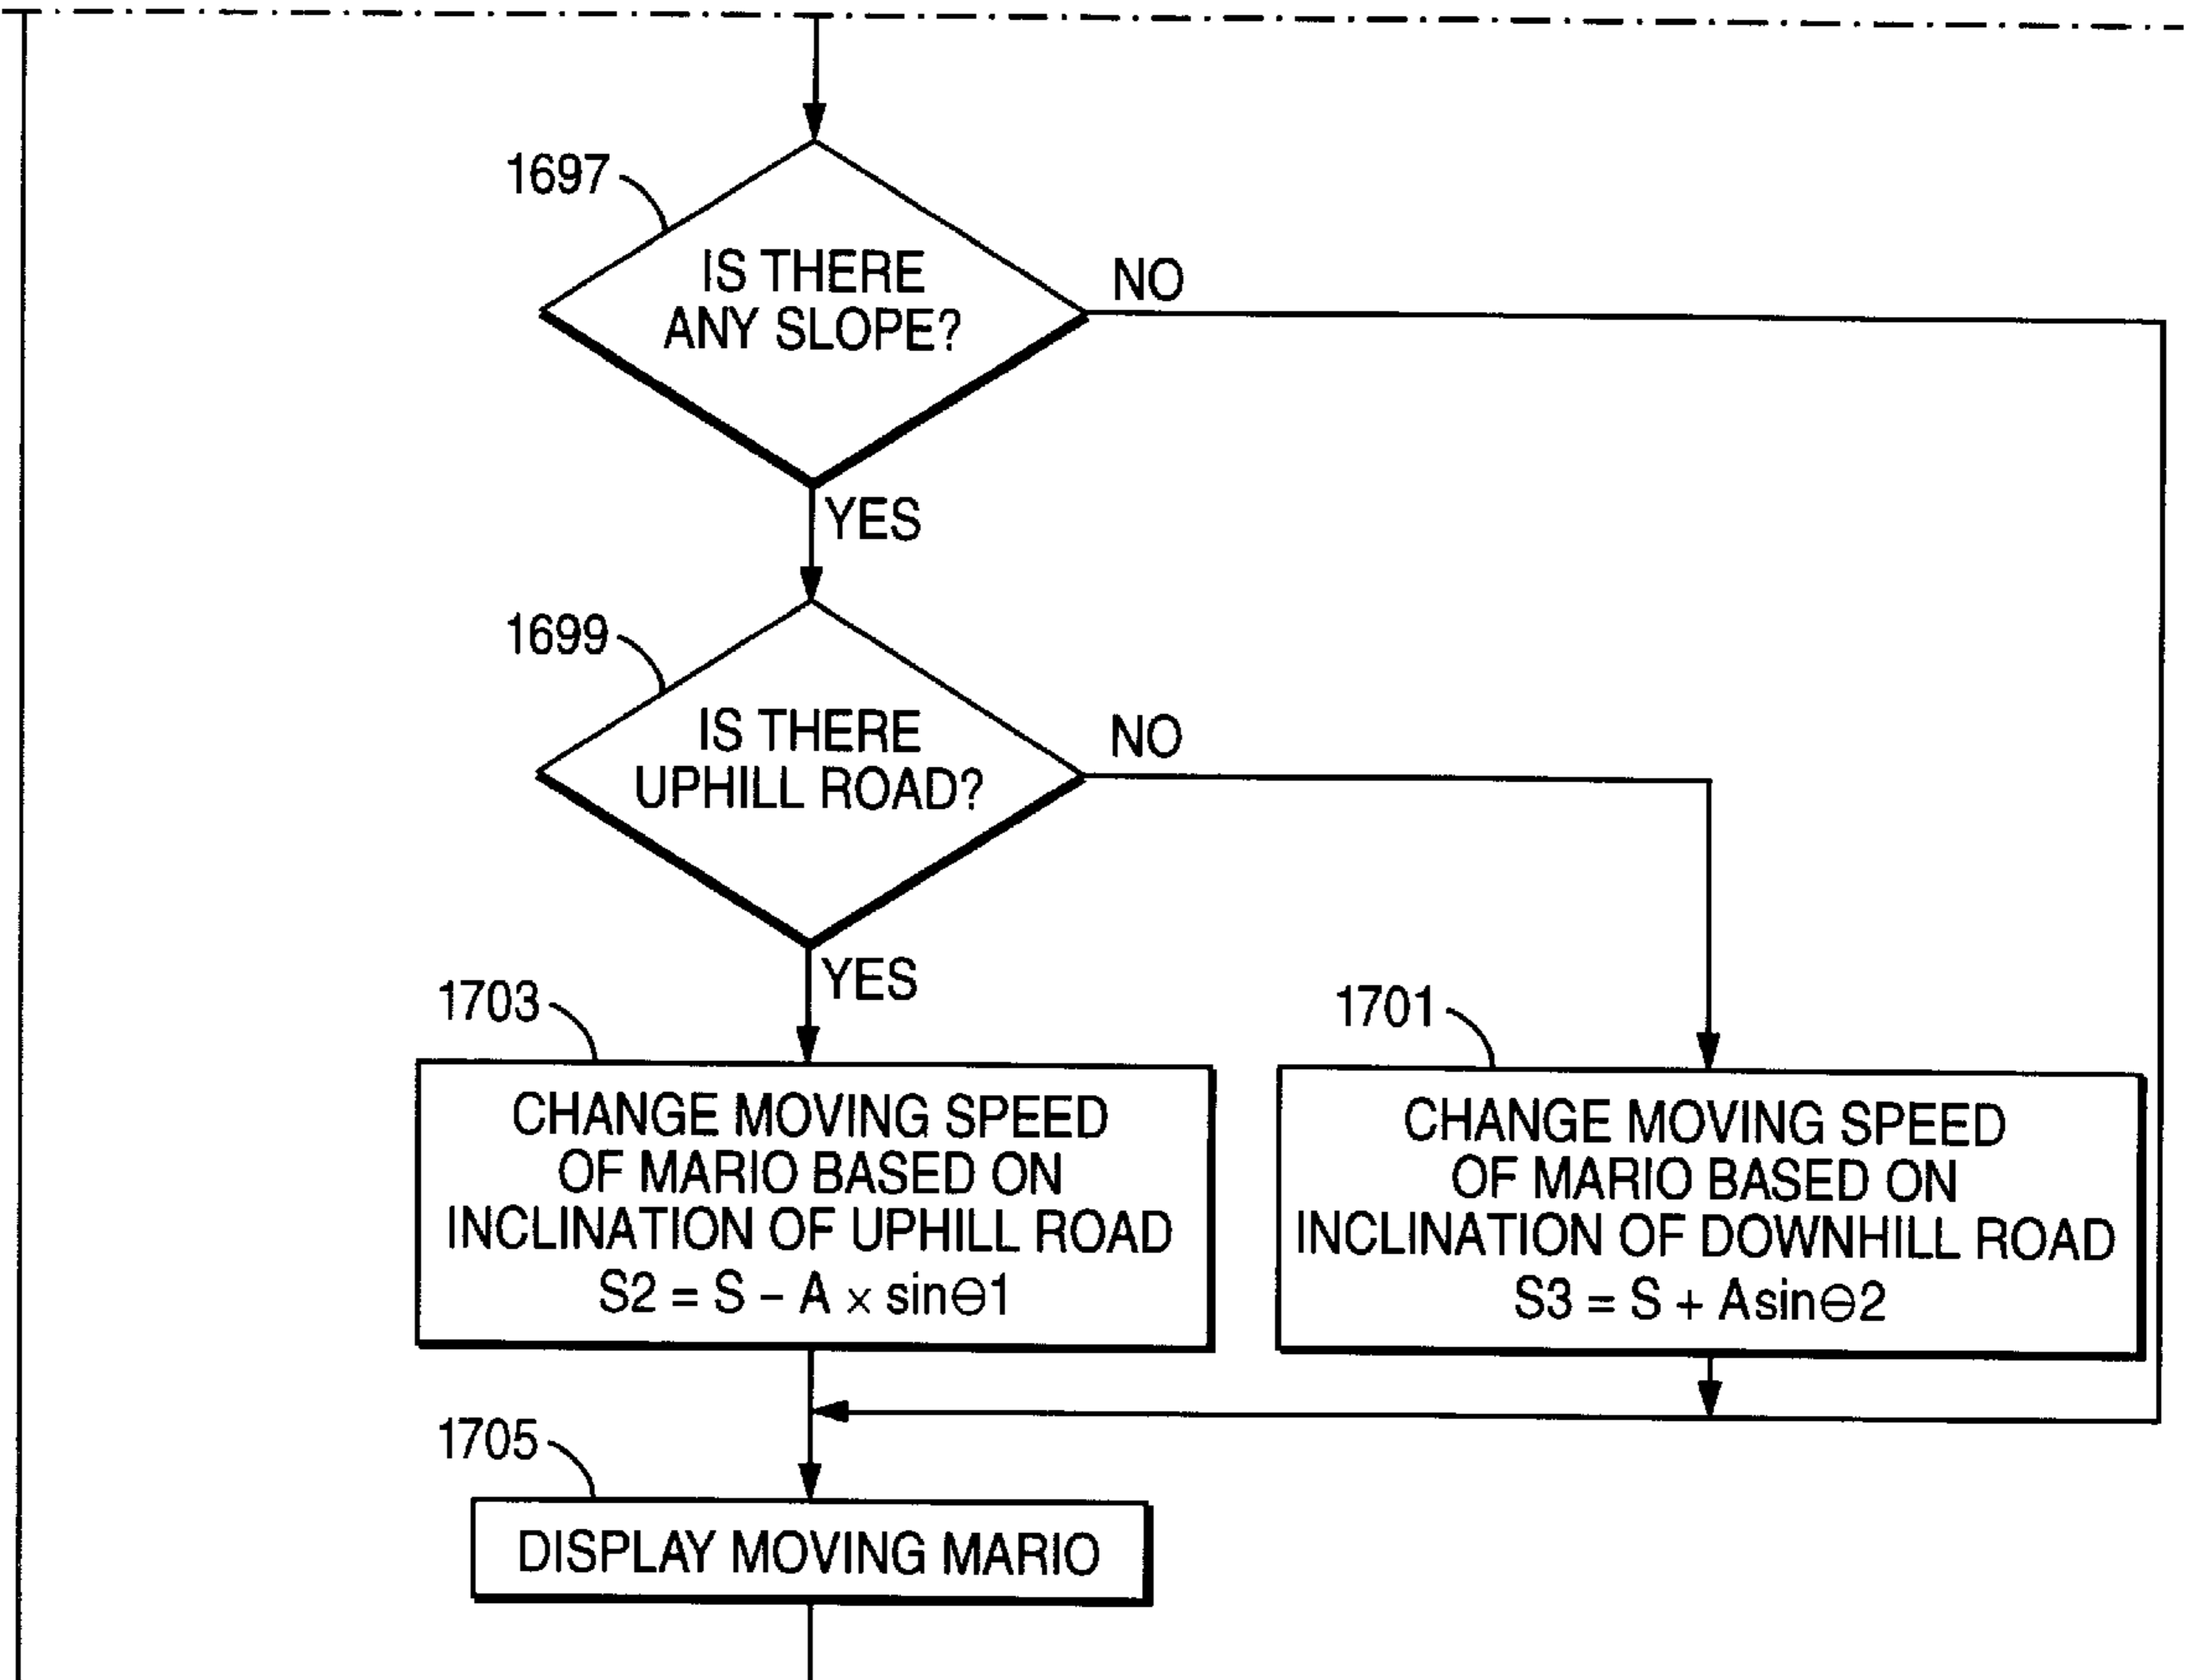 1697
IS THERE
ANY SLOPE?
NO
YES
1699
IS THERE
UPHILL ROAD?
NO
YES
1703
CHANGE MOVING SPEED
OF MARIO BASED ON
INCLINATION OF UPHILL ROAD
S2 = S – A × sinΘ1
1701
CHANGE MOVING SPEED
OF MARIO BASED ON
INCLINATION OF DOWNHILL ROAD
S3 = S + AsinΘ2
1705
DISPLAY MOVING MARIO